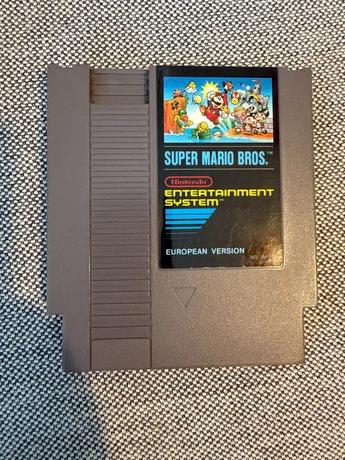 SUPER MARIO BROS.™
Nintendo
ENTERTAINMENT
SYSTEM™
EUROPEAN VERSION